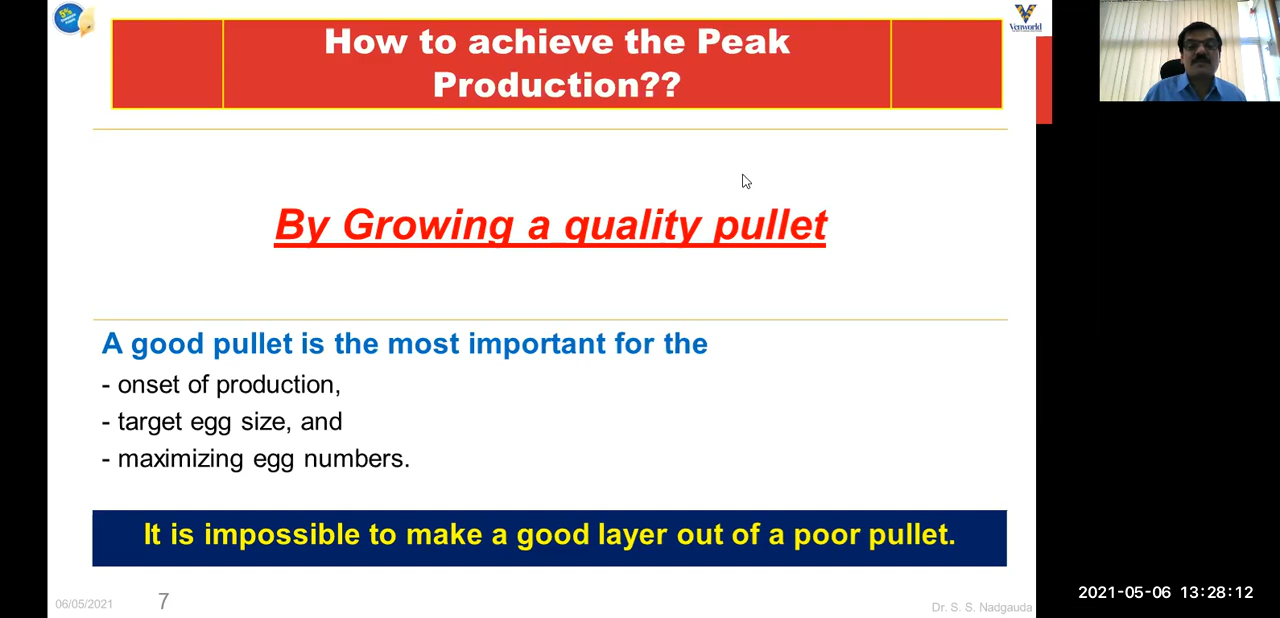 5%
Venworld
How to achieve the Peak
Production??
By Growing a quality pullet
A good pullet is the most important for the
- onset of production,
- target egg size, and
- maximizing egg numbers.
It is impossible to make a good layer out of a poor pullet.
06/05/2021
7
Dr. S. S. Nadgauda
2021-05-06 13:28:12